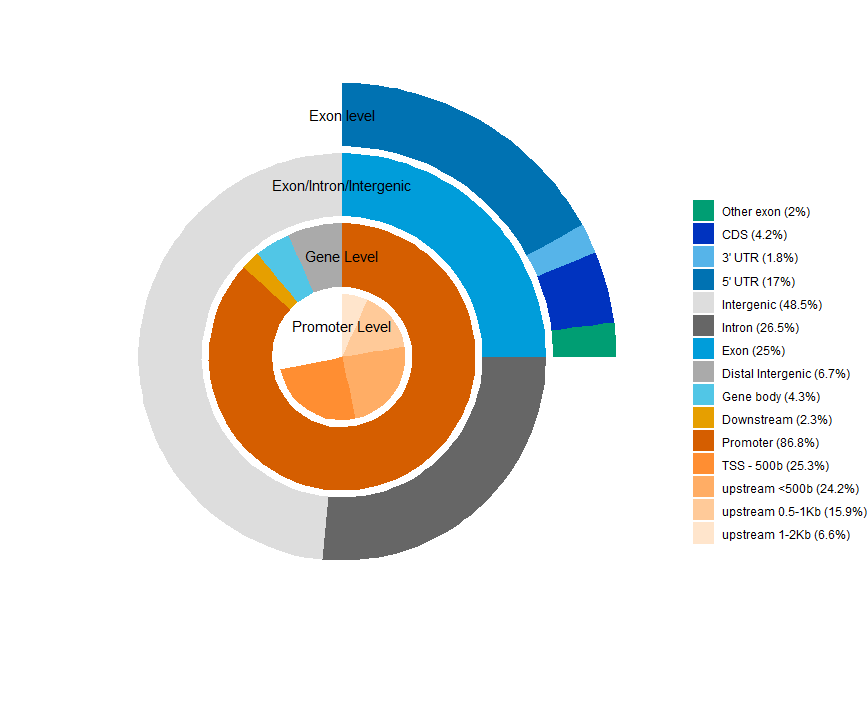 Exon level
Exon/Intron/Intergenic
Gene Level
Promoter Level
Other exon (2%)
CDS (4.2%)
3' UTR (1.8%)
5' UTR (17%)
Intergenic (48.5%)
Intron (26.5%)
Exon (25%)
Distal Intergenic (6.7%)
Gene body (4.3%)
Downstream (2.3%)
Promoter (86.8%)
TSS - 500b (25.3%)
upstream <500b (24.2%)
upstream 0.5-1Kb (15.9%)
upstream 1-2Kb (6.6%)